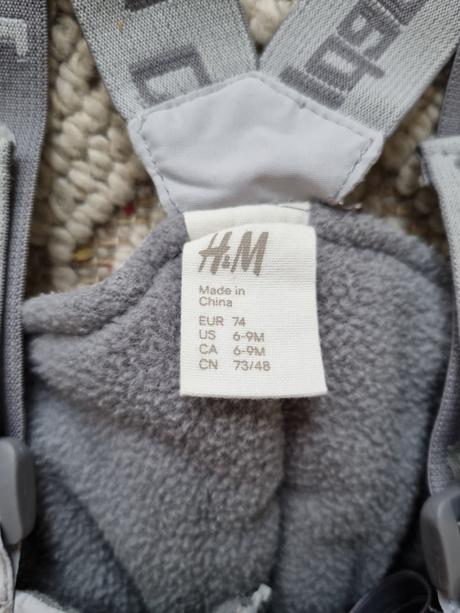 H&M
Made in
China
EUR 74
US 6-9M
CA 6-9M
CN 73/48